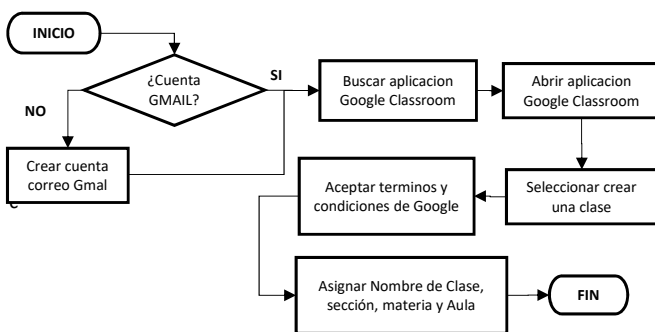 INICIO
¿Cuenta
GMAIL?
SI
NO
Buscar aplicacion
Google Classroom
Abrir aplicacion
Google Classroom
Crear cuenta
correo Gmal
C
Aceptar terminos y
condiciones de Google
Seleccionar crear
una clase
Asignar Nombre de Clase,
sección, materia y Aula
FIN